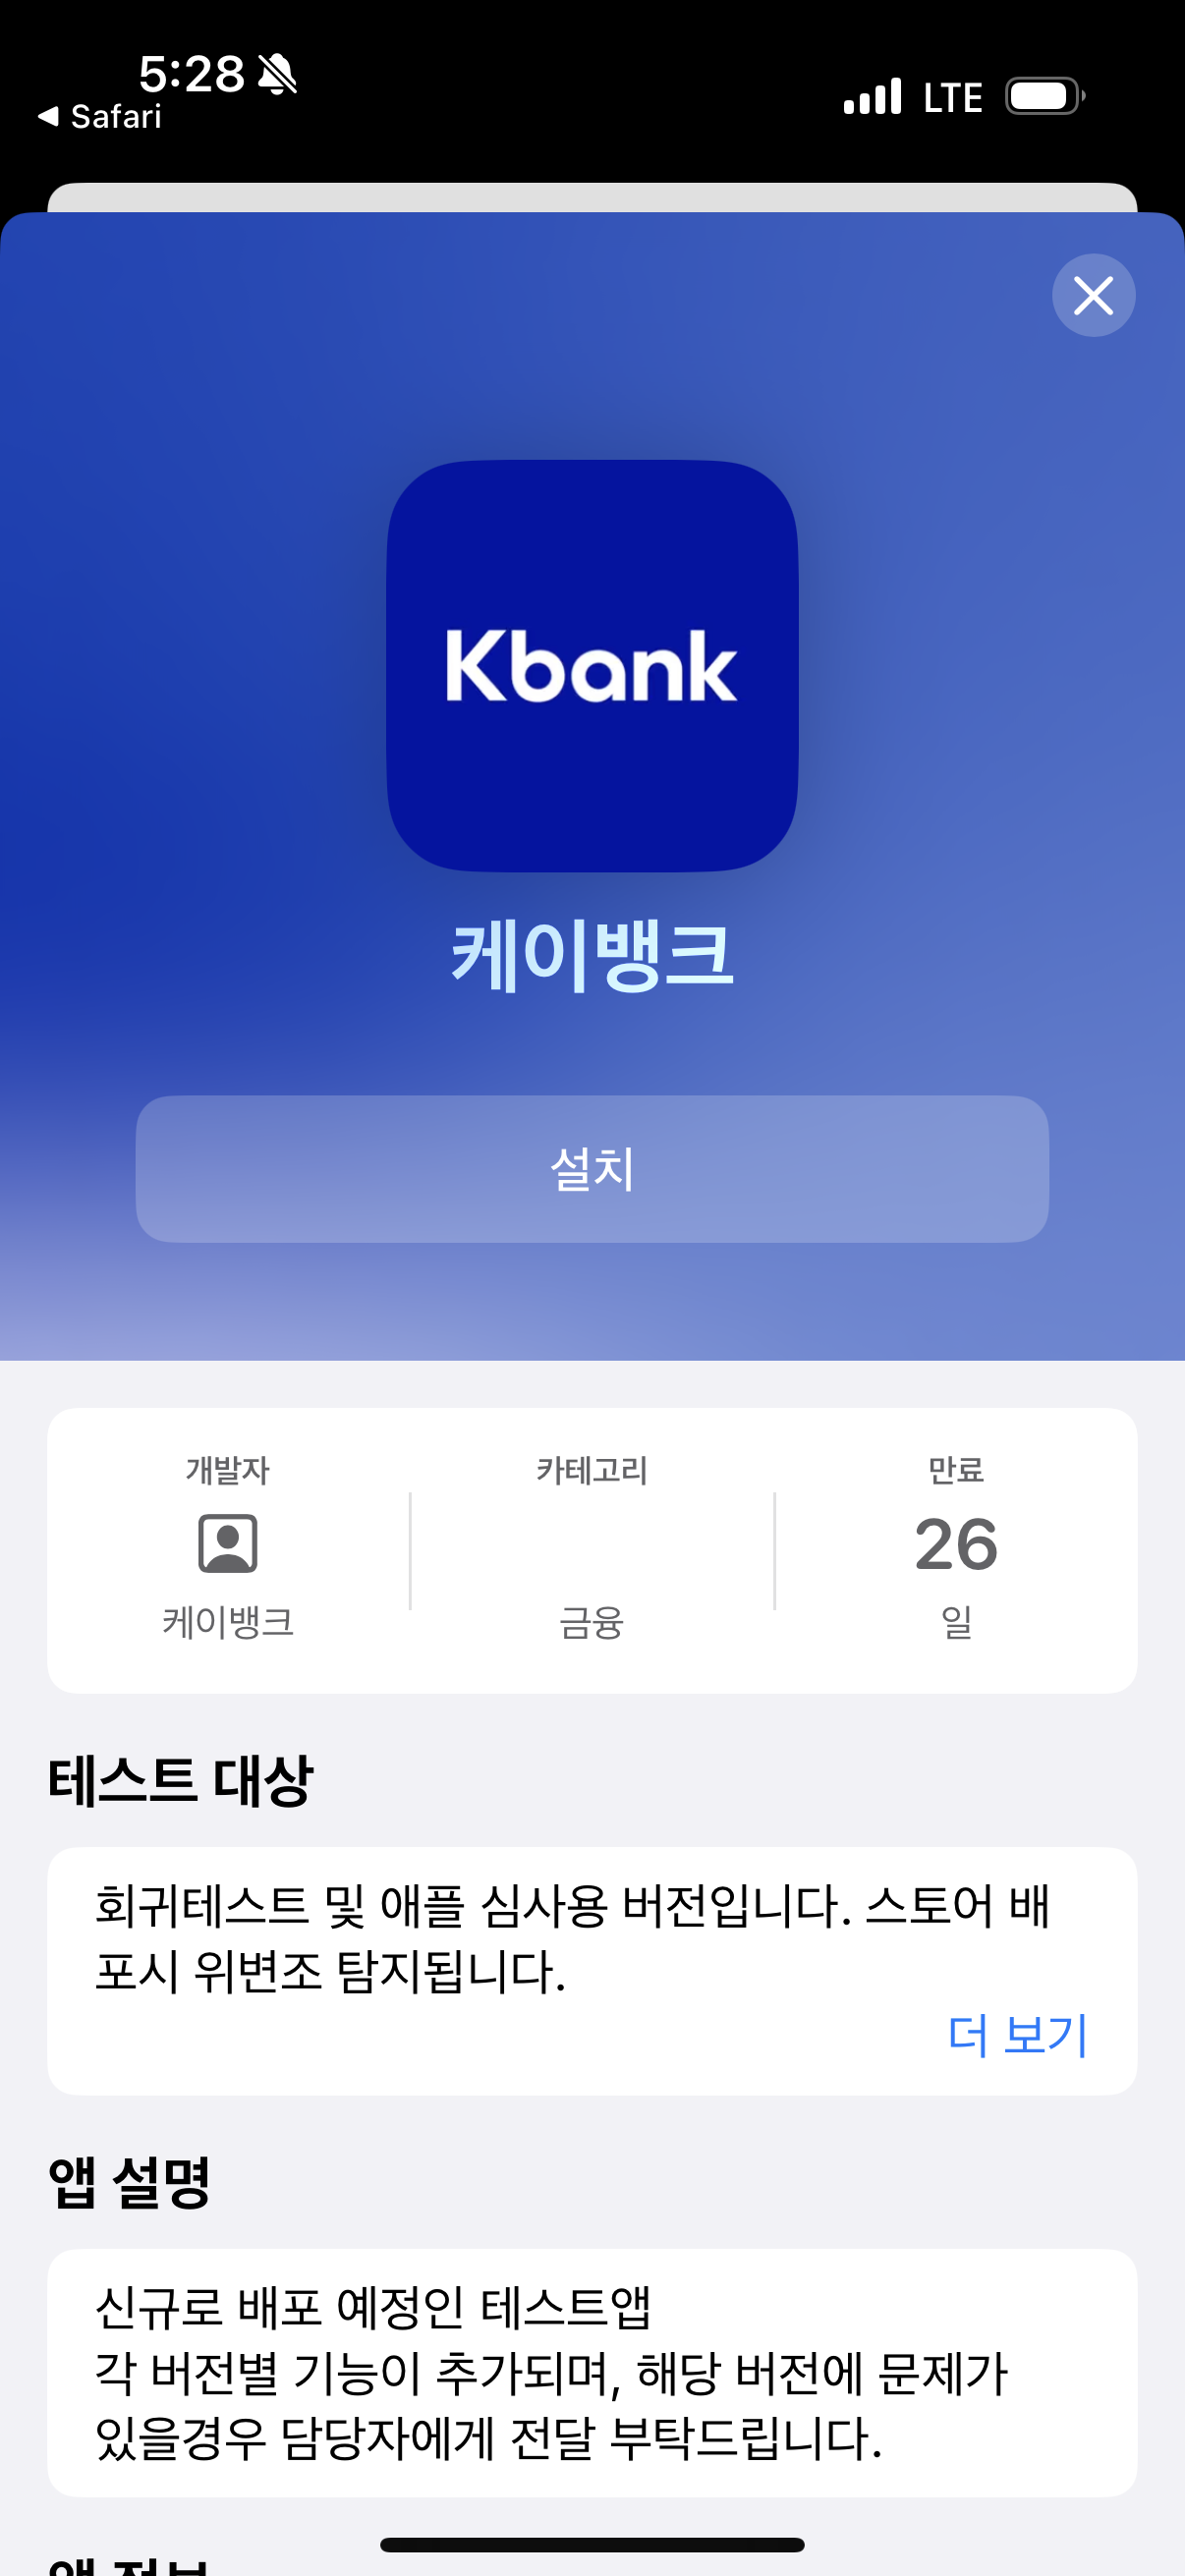 5:28
Safari
LTE
Kbank
케이뱅크
설치
개발자
카테고리
만료
26
케이뱅크
금융
일
테스트 대상
회귀테스트 및 애플 심사용 버전입니다. 스토어 배
포시 위변조 탐지됩니다.
더 보기
앱 설명
신규로 배포 예정인 테스트앱
각 버전별 기능이 추가되며, 해당 버전에 문제가
있을경우 담당자에게 전달 부탁드립니다.
앱 정보